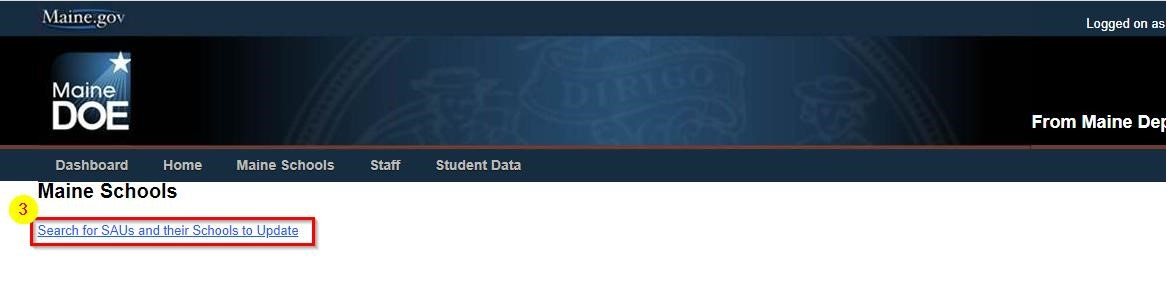 Maine.gov
Logged on as
Maine
DOE
DIRIGO
From Maine Dep
Dashboard Home Maine Schools Staff Student Data
Maine Schools
3
Search for SAUs and their Schools to Update